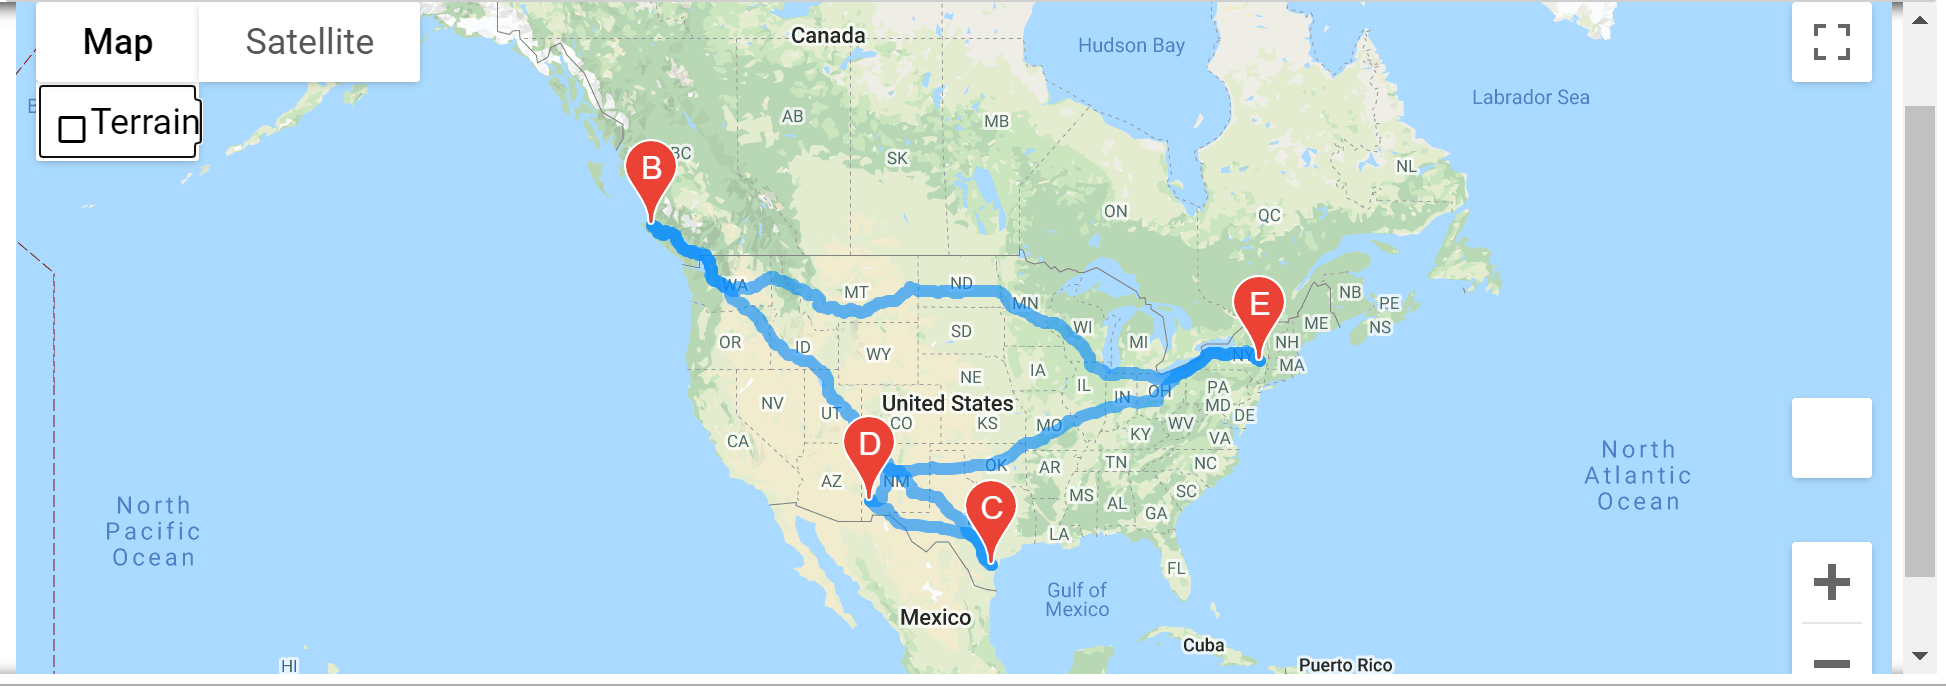 Map
Satellite
Terrain
Canada
Hudson Bay
Labrador Sea
AB
MB
BC
SK
NL
B
ON
QC
WA
MT
ND
MN
NB
PE
E
ME
NS
OR
ID
SD
WI
MI
NY
NH
WY
MA
NE
IA
IL
IN
OH
PA
NV
UT
United States
MD
DE
CO
KS
MO
WV
CA
D
KY
VA
AZ
NM
OK
AR
TN
NC
North
Atlantic
Ocean
C
MS
AL
SC
GA
North
Pacific
Ocean
LA
FL
Gulf of
Mexico
Mexico
Cuba
Puerto Rico
HI